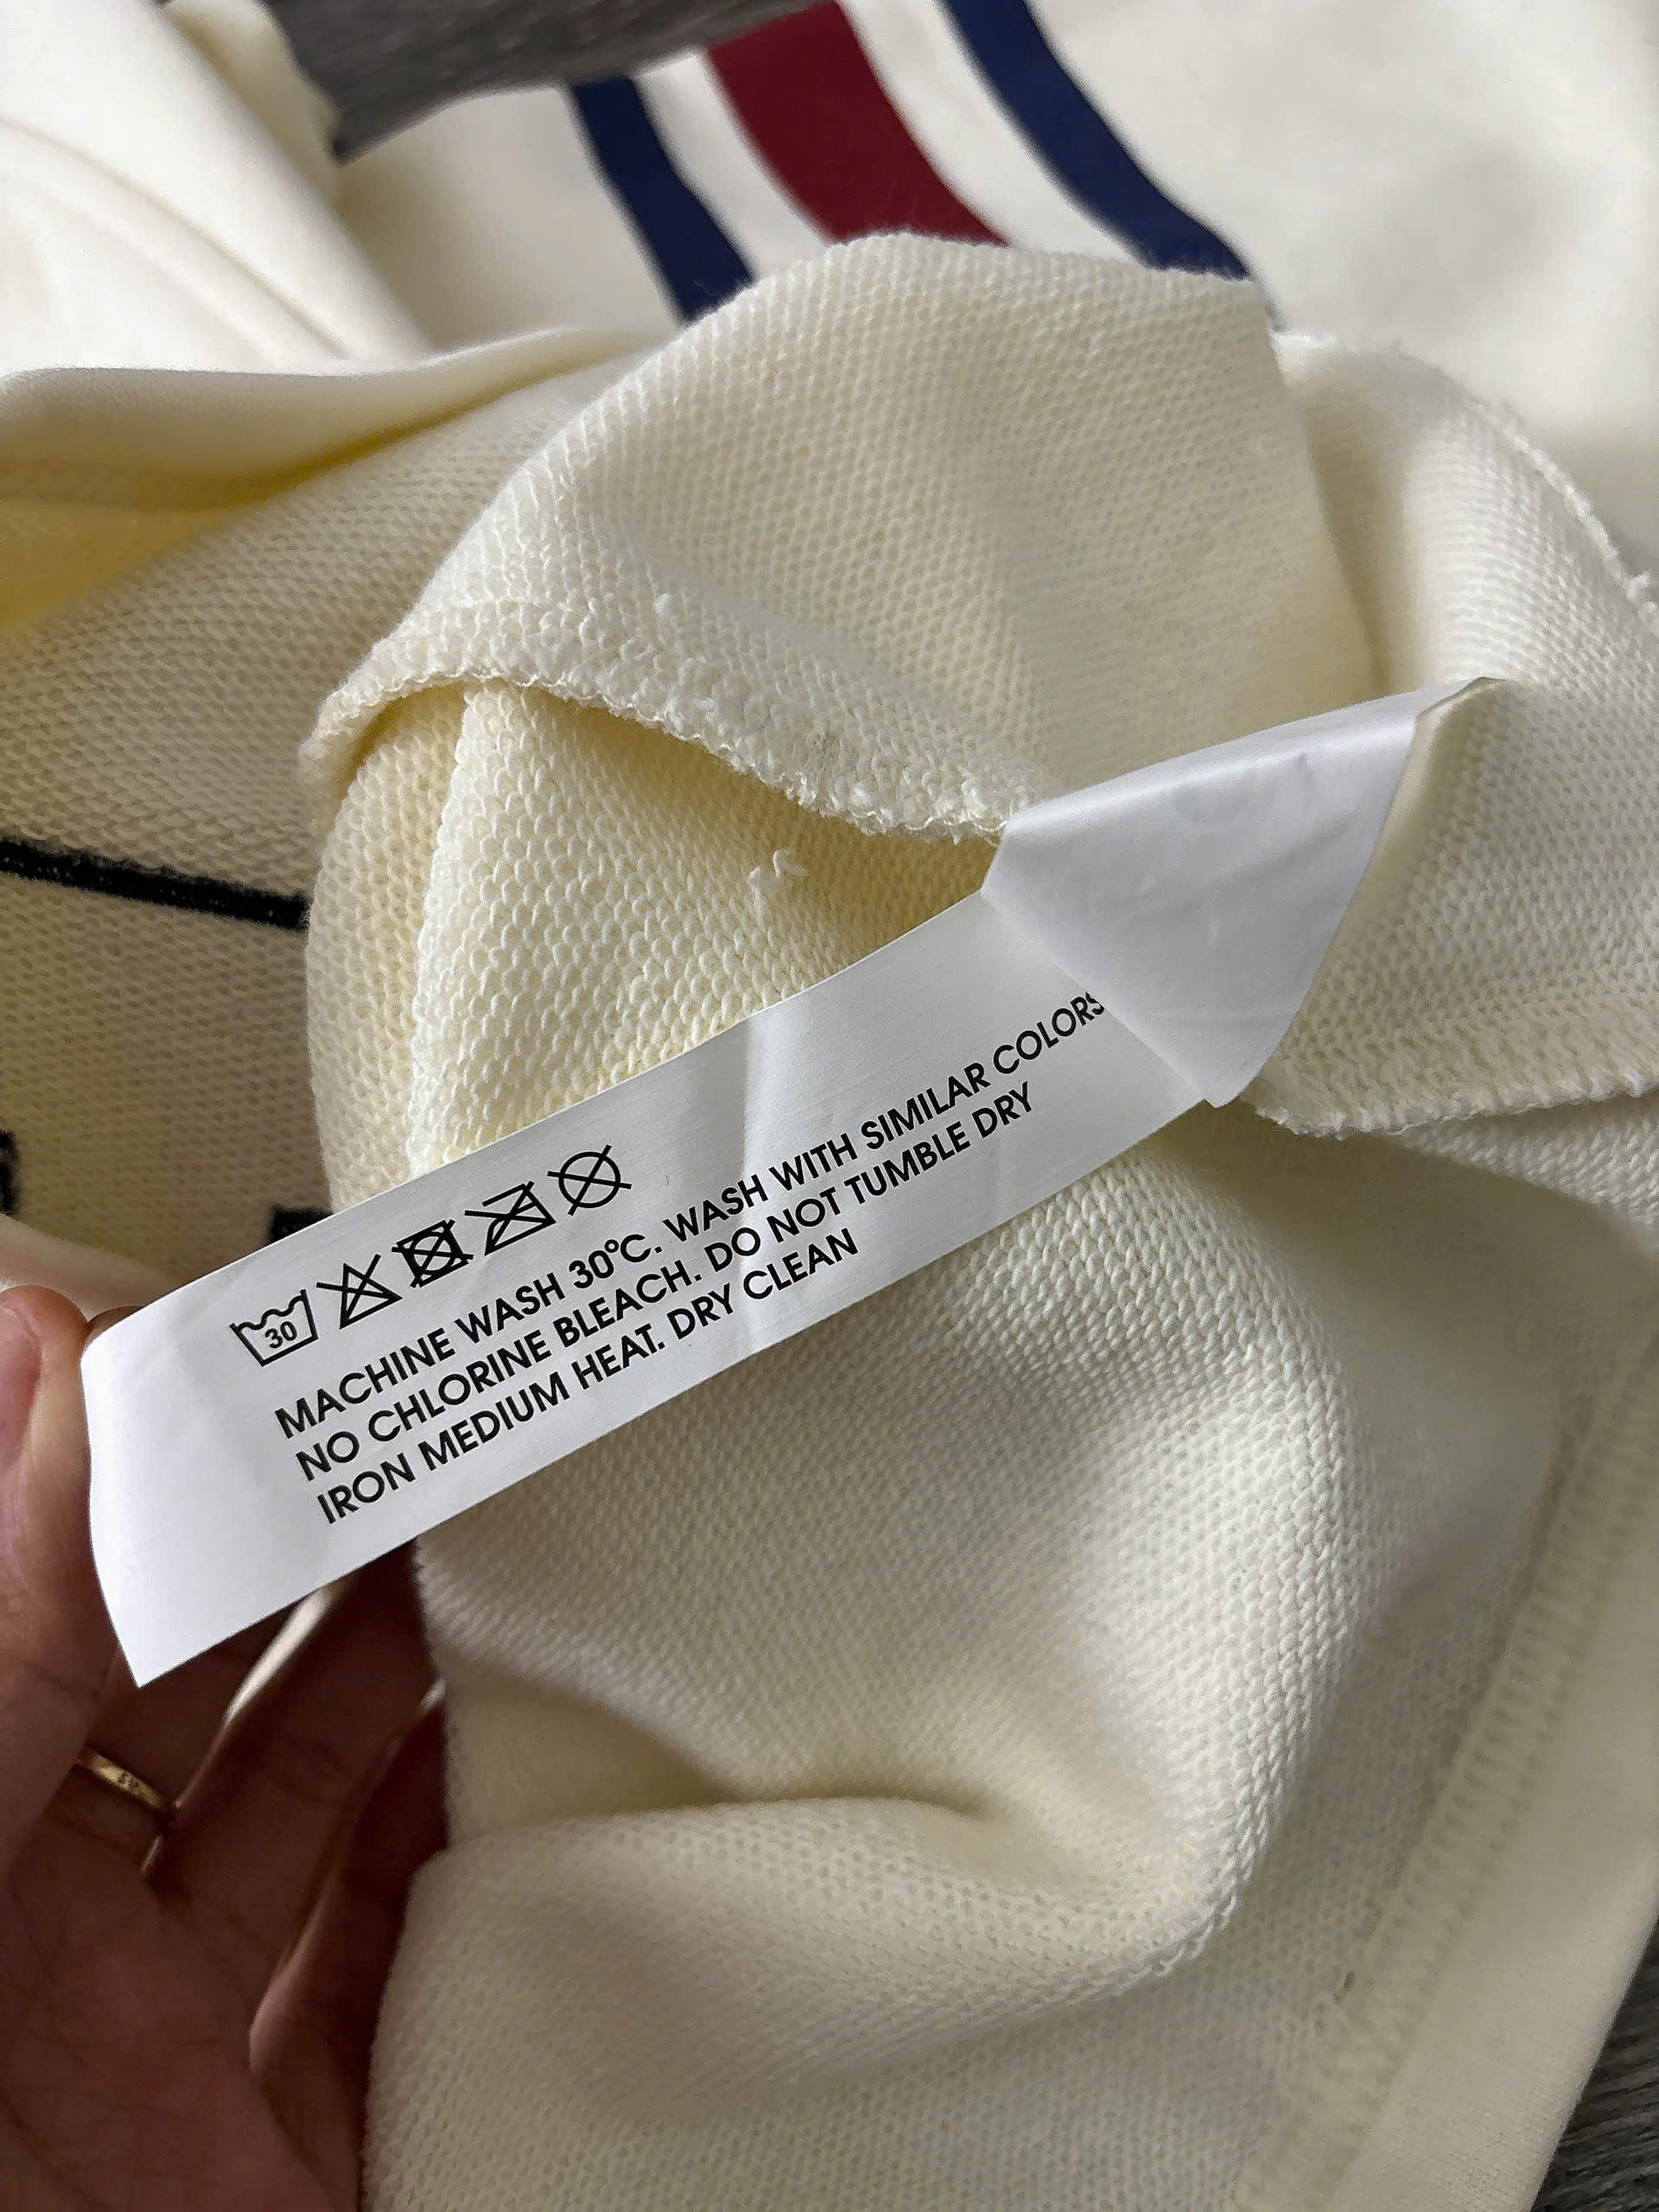 30
MACHINE WASH 30°C. WASH WITH SIMILAR COLORS
NO CHLORINE BLEACH. DO NOT TUMBLE DRY
IRON MEDIUM HEAT. DRY CLEAN